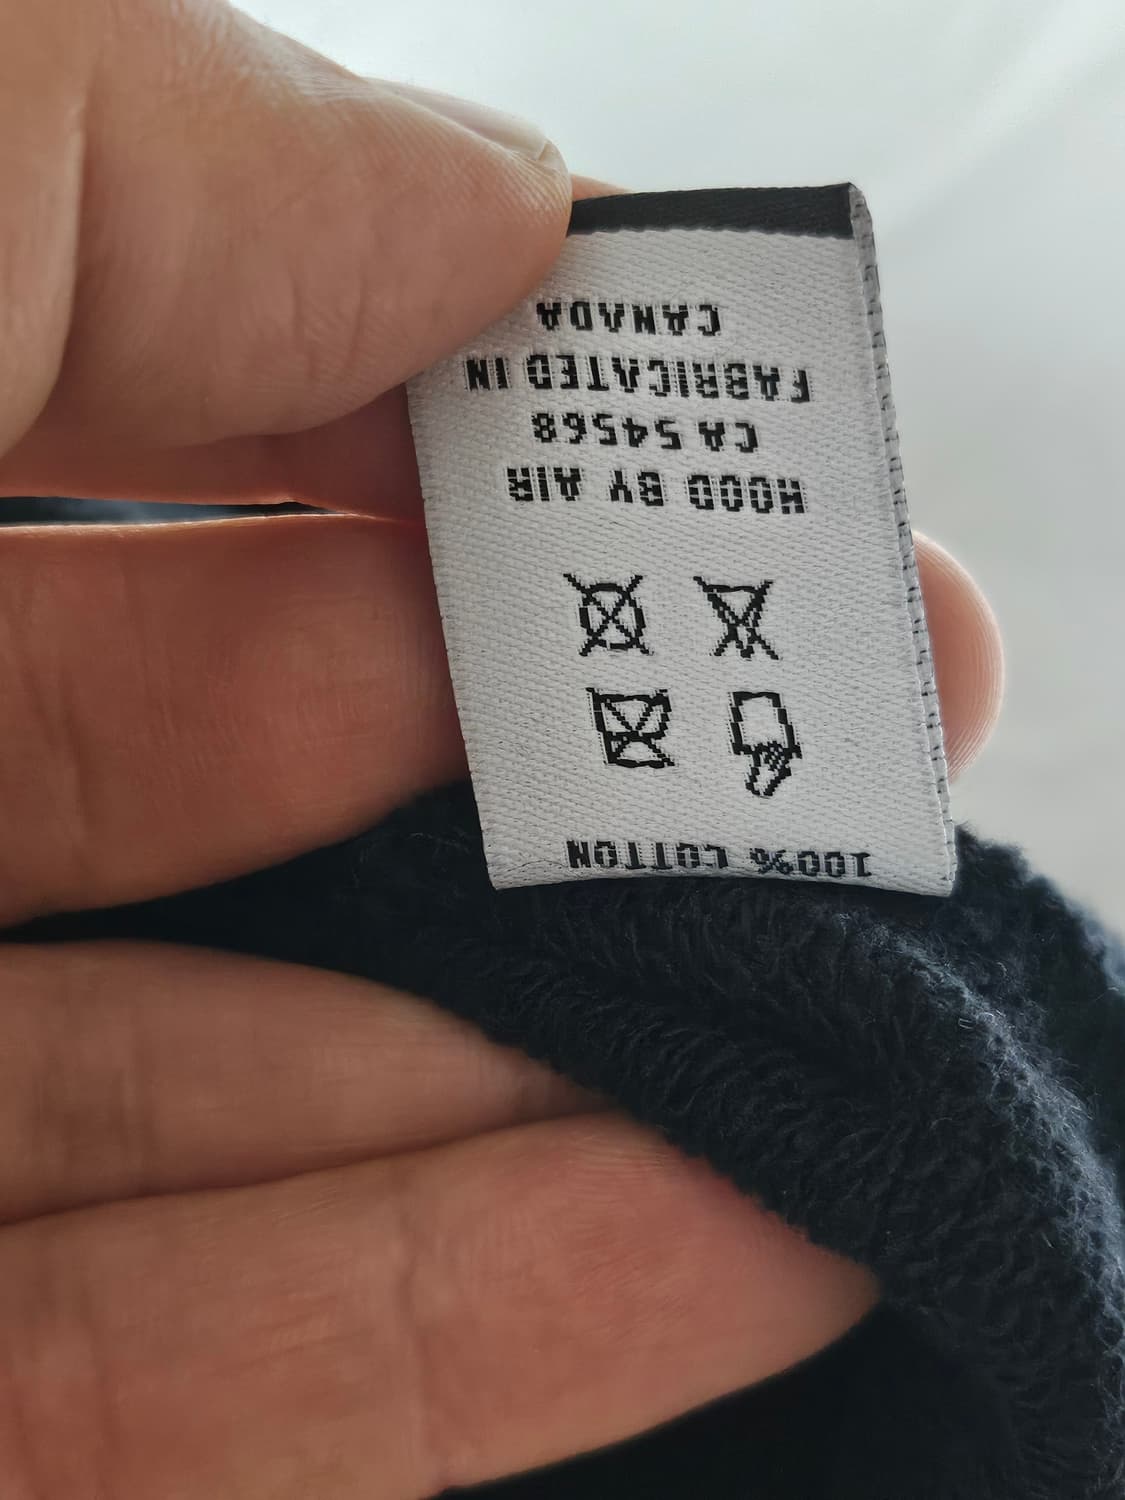 100% COTTON
HOOD BY AIR
CA 54568
FABRICATED IN
CANADA